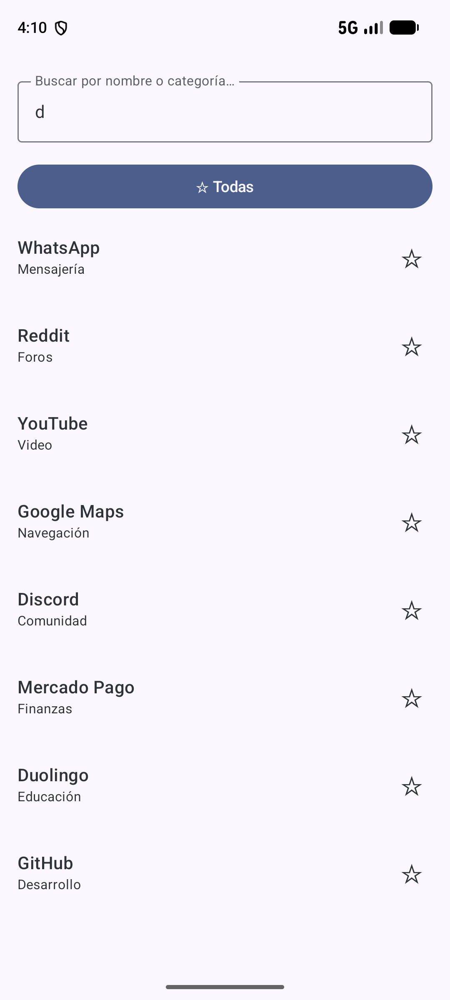 4:10 5G
Buscar por nombre o categoría...
d
☆ Todas
WhatsApp
Mensajería
Reddit
Foros
YouTube
Video
Google Maps
Navegación
Discord
Comunidad
Mercado Pago
Finanzas
Duolingo
Educación
GitHub
Desarrollo